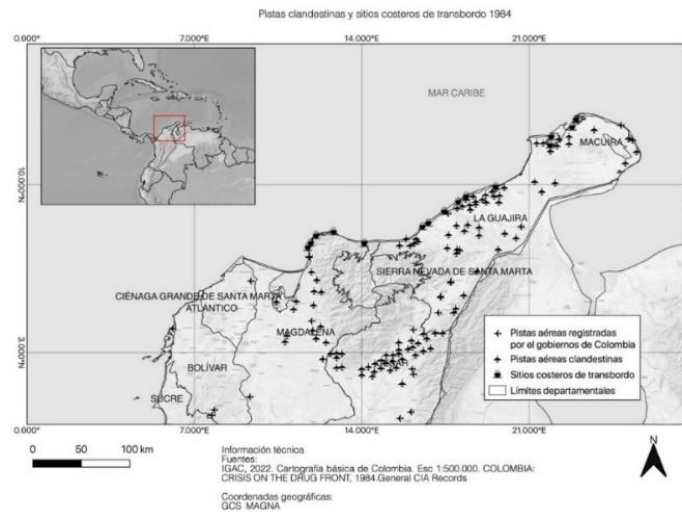 Pistas clandestinas y sitios costeros de transbordo 1984
0.000°E 7.000°E 14.000°E 21.000°E
MAR CARIBE
MACUIRA
10.000°N
LA GUAJIRA
SIERRA NEVADA DE SANTA MARTA
CIÉNAGA GRANDE DE SANTA MARTA
ATLÁNTICO
MAGDALENA
3.000°N
BOLÍVAR
SUCRE
Pistas aéreas registradas
por el gobiernos de Colombia
Pistas aéreas clandestinas
Sitios costeros de transbordo
Límites departamentales
0.000° 7.000°E 14.000°E 21.000°E
0 50 100 km
N
Información técnica
Fuentes:
IGAC, 2022. Cartografía básica de Colombia. Esc 1:500.000. COLOMBIA:
CRISIS ON THE DRUG FRONT, 1984.General CIA Records
Coordenadas geográficas:
GCS MAGNA